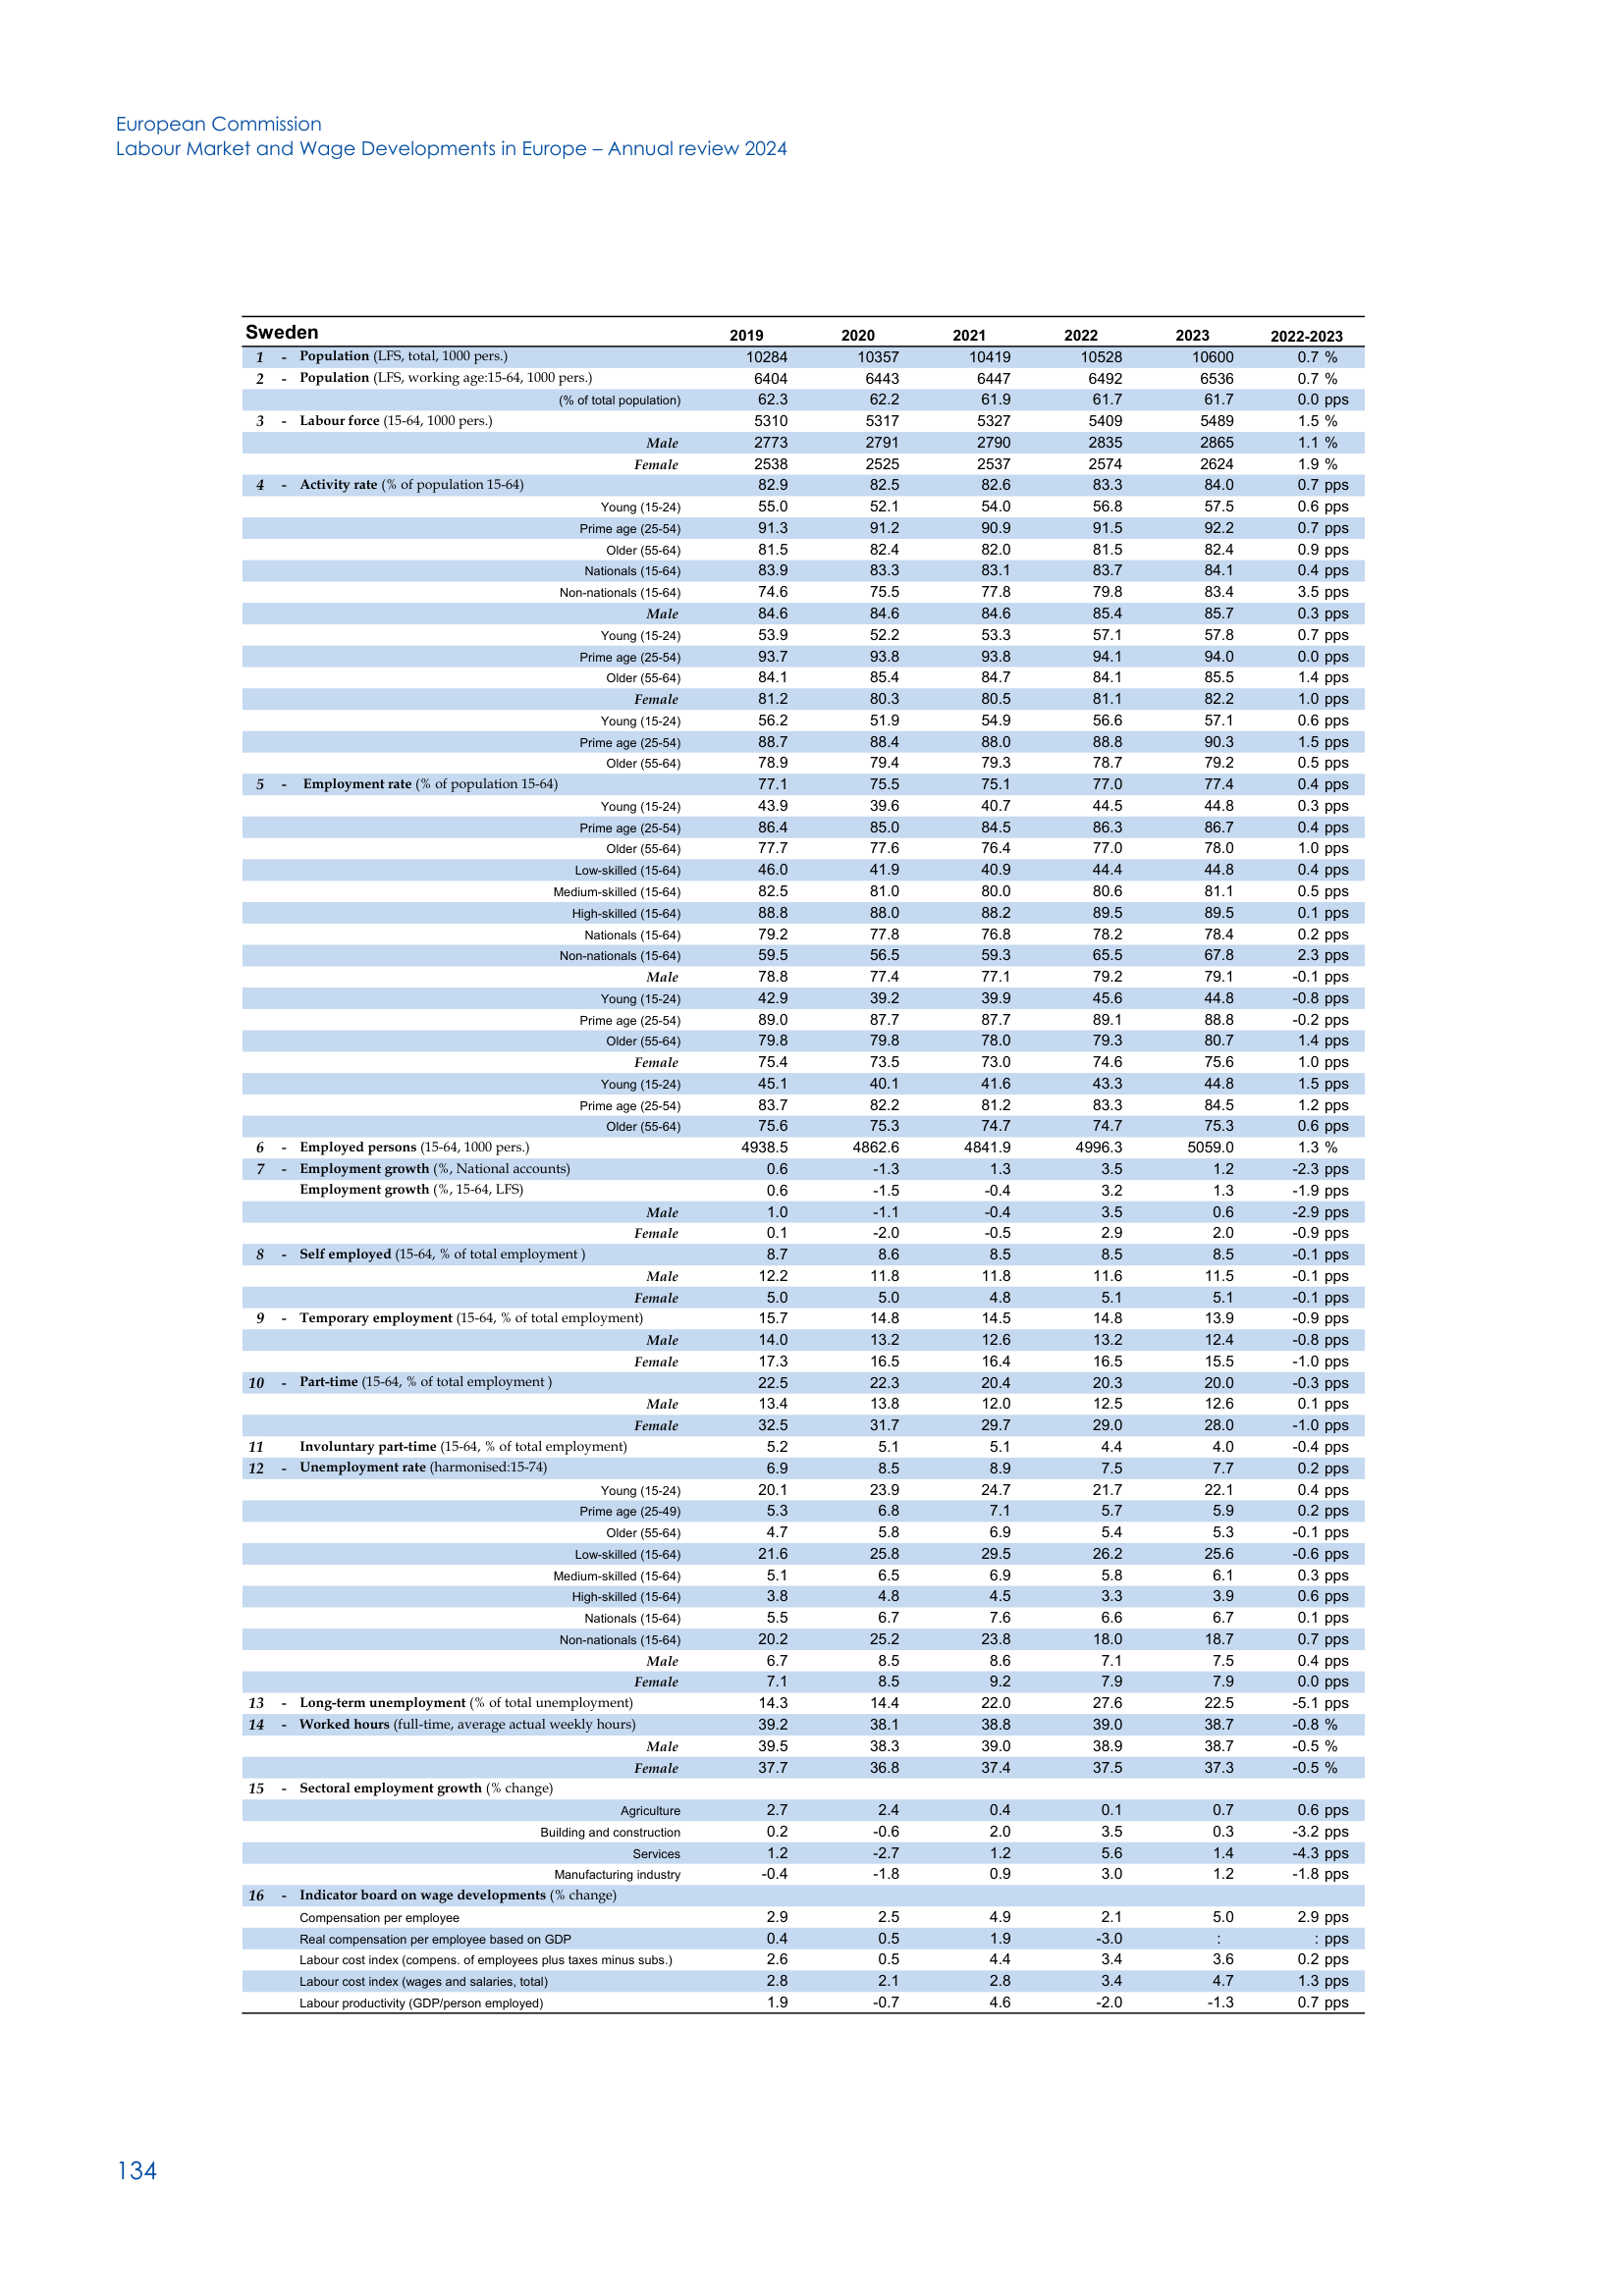 European Commission
Labour Market and Wage Developments in Europe – Annual review 2024
Sweden 2019 2020 2021 2022 2023 2022-2023
1 - Population (LFS, total, 1000 pers.) 10284 10357 10419 10528 10600 0.7 %
2 - Population (LFS, working age:15-64, 1000 pers.) 6404 6443 6447 6492 6536 0.7 %
(% of total population) 62.3 62.2 61.9 61.7 61.7 0.0 pps
3 - Labour force (15-64, 1000 pers.) 5310 5317 5327 5409 5489 1.5 %
Male 2773 2791 2790 2835 2865 1.1 %
Female 2538 2525 2537 2574 2624 1.9 %
4 - Activity rate (% of population 15-64) 82.9 82.5 82.6 83.3 84.0 0.7 pps
Young (15-24) 55.0 52.1 54.0 56.8 57.5 0.6 pps
Prime age (25-54) 91.3 91.2 90.9 91.5 92.2 0.7 pps
Older (55-64) 81.5 82.4 82.0 81.5 82.4 0.9 pps
Nationals (15-64) 83.9 83.3 83.1 83.7 84.1 0.4 pps
Non-nationals (15-64) 74.6 75.5 77.8 79.8 83.4 3.5 pps
Male 84.6 84.6 84.6 85.4 85.7 0.3 pps
Young (15-24) 53.9 52.2 53.3 57.1 57.8 0.7 pps
Prime age (25-54) 93.7 93.8 93.8 94.1 94.0 0.0 pps
Older (55-64) 84.1 85.4 84.7 84.1 85.5 1.4 pps
Female 81.2 80.3 80.5 81.1 82.2 1.0 pps
Young (15-24) 56.2 51.9 54.9 56.6 57.1 0.6 pps
Prime age (25-54) 88.7 88.4 88.0 88.8 90.3 1.5 pps
Older (55-64) 78.9 79.4 79.3 78.7 79.2 0.5 pps
5 - Employment rate (% of population 15-64) 77.1 75.5 75.1 77.0 77.4 0.4 pps
Young (15-24) 43.9 39.6 40.7 44.5 44.8 0.3 pps
Prime age (25-54) 86.4 85.0 84.5 86.3 86.7 0.4 pps
Older (55-64) 77.7 77.6 76.4 77.0 78.0 1.0 pps
Low-skilled (15-64) 46.0 41.9 40.9 44.4 44.8 0.4 pps
Medium-skilled (15-64) 82.5 81.0 80.0 80.6 81.1 0.5 pps
High-skilled (15-64) 88.8 88.0 88.2 89.5 89.5 0.1 pps
Nationals (15-64) 79.2 77.8 76.8 78.2 78.4 0.2 pps
Non-nationals (15-64) 59.5 56.5 59.3 65.5 67.8 2.3 pps
Male 78.8 77.4 77.1 79.2 79.1 -0.1 pps
Young (15-24) 42.9 39.2 39.9 45.6 44.8 -0.8 pps
Prime age (25-54) 89.0 87.7 87.7 89.1 88.8 -0.2 pps
Older (55-64) 79.8 79.8 78.0 79.3 80.7 1.4 pps
Female 75.4 73.5 73.0 74.6 75.6 1.0 pps
Young (15-24) 45.1 40.1 41.6 43.3 44.8 1.5 pps
Prime age (25-54) 83.7 82.2 81.2 83.3 84.5 1.2 pps
Older (55-64) 75.6 75.3 74.7 74.7 75.3 0.6 pps
6 - Employed persons (15-64, 1000 pers.) 4938.5 4862.6 4841.9 4996.3 5059.0 1.3 %
7 - Employment growth (%, National accounts) 0.6 -1.3 1.3 3.5 1.2 -2.3 pps
Employment growth (%, 15-64, LFS) 0.6 -1.5 -0.4 3.2 1.3 -1.9 pps
Male 1.0 -1.1 -0.4 3.5 0.6 -2.9 pps
Female 0.1 -2.0 -0.5 2.9 2.0 -0.9 pps
8 - Self employed (15-64, % of total employment ) 8.7 8.6 8.5 8.5 8.5 -0.1 pps
Male 12.2 11.8 11.8 11.6 11.5 -0.1 pps
Female 5.0 5.0 4.8 5.1 5.1 -0.1 pps
9 - Temporary employment (15-64, % of total employment) 15.7 14.8 14.5 14.8 13.9 -0.9 pps
Male 14.0 13.2 12.6 13.2 12.4 -0.8 pps
Female 17.3 16.5 16.4 16.5 15.5 -1.0 pps
10 - Part-time (15-64, % of total employment ) 22.5 22.3 20.4 20.3 20.0 -0.3 pps
Male 13.4 13.8 12.0 12.5 12.6 0.1 pps
Female 32.5 31.7 29.7 29.0 28.0 -1.0 pps
11 Involuntary part-time (15-64, % of total employment) 5.2 5.1 5.1 4.4 4.0 -0.4 pps
12 - Unemployment rate (harmonised:15-74) 6.9 8.5 8.9 7.5 7.7 0.2 pps
Young (15-24) 20.1 23.9 24.7 21.7 22.1 0.4 pps
Prime age (25-49) 5.3 6.8 7.1 5.7 5.9 0.2 pps
Older (55-64) 4.7 5.8 6.9 5.4 5.3 -0.1 pps
Low-skilled (15-64) 21.6 25.8 29.5 26.2 25.6 -0.6 pps
Medium-skilled (15-64) 5.1 6.5 6.9 5.8 6.1 0.3 pps
High-skilled (15-64) 3.8 4.8 4.5 3.3 3.9 0.6 pps
Nationals (15-64) 5.5 6.7 7.6 6.6 6.7 0.1 pps
Non-nationals (15-64) 20.2 25.2 23.8 18.0 18.7 0.7 pps
Male 6.7 8.5 8.6 7.1 7.5 0.4 pps
Female 7.1 8.5 9.2 7.9 7.9 0.0 pps
13 - Long-term unemployment (% of total unemployment) 14.3 14.4 22.0 27.6 22.5 -5.1 pps
14 - Worked hours (full-time, average actual weekly hours) 39.2 38.1 38.8 39.0 38.7 -0.8 %
Male 39.5 38.3 39.0 38.9 38.7 -0.5 %
Female 37.7 36.8 37.4 37.5 37.3 -0.5 %
15 - Sectoral employment growth (% change)
Agriculture 2.7 2.4 0.4 0.1 0.7 0.6 pps
Building and construction 0.2 -0.6 2.0 3.5 0.3 -3.2 pps
Services 1.2 -2.7 1.2 5.6 1.4 -4.3 pps
Manufacturing industry -0.4 -1.8 0.9 3.0 1.2 -1.8 pps
16 - Indicator board on wage developments (% change)
Compensation per employee 2.9 2.5 4.9 2.1 5.0 2.9 pps
Real compensation per employee based on GDP 0.4 0.5 1.9 -3.0 : : pps
Labour cost index (compens. of employees plus taxes minus subs.) 2.6 0.5 4.4 3.4 3.6 0.2 pps
Labour cost index (wages and salaries, total) 2.8 2.1 2.8 3.4 4.7 1.3 pps
Labour productivity (GDP/person employed) 1.9 -0.7 4.6 -2.0 -1.3 0.7 pps
134